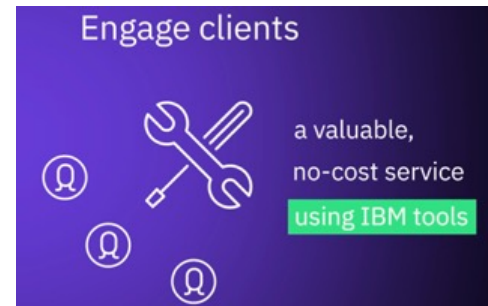 Engage clients
a valuable,
no-cost service
using IBM tools